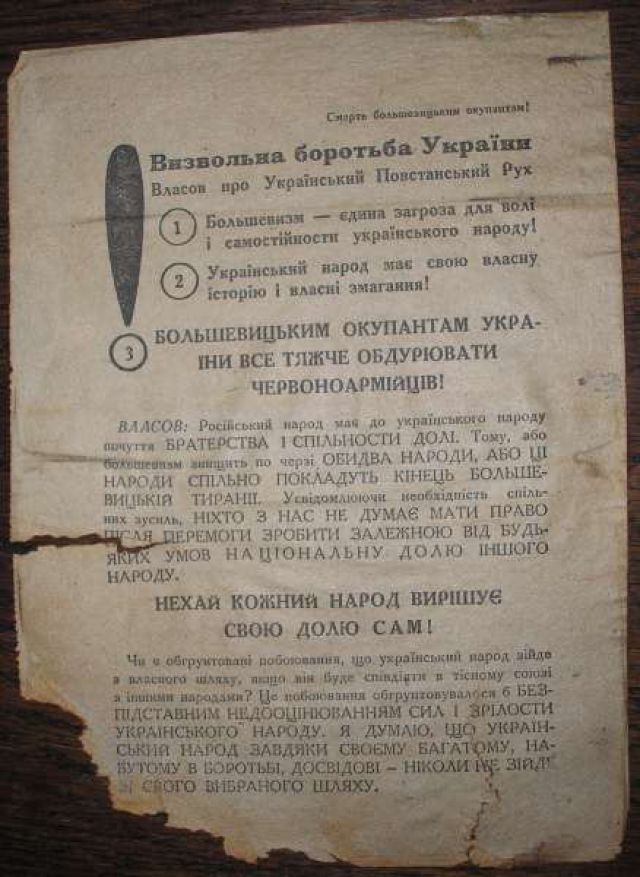 Смерть большевицьким окупантам!
Визвольна боротьба України
Власов про Український Повстанський Рух
1 Большевизм — єдина загроза для волі
і самостійности українського народу!
2 Український народ має свою власну
історію і власні змагання!
3 БОЛЬШЕВИЦЬКИМ ОКУПАНТАМ УКРА-
ЇНИ ВСЕ ТЯЖЧЕ ОБДУРЮВАТИ
ЧЕРВОНОАРМІЙЦІВ!
ВЛАСОВ: Російський народ має до українського народу
почуття БРАТЕРСТВА І СПІЛЬНОСТИ ДОЛІ. Тому, або
большевизм знищить по черзі ОБИДВА НАРОДИ, АБО ЦІ
НАРОДИ СПІЛЬНО ПОКЛАДУТЬ КІНЕЦЬ БОЛЬШЕ-
ВИЦЬКІЙ ТИРАНІЇ. Усвідомлюючи необхідність спіль-
них зусиль, НІХТО З НАС НЕ ДУМАЄ МАТИ ПРАВО
ПІСЛЯ ПЕРЕМОГИ ЗРОБИТИ ЗАЛЕЖНОЮ ВІД БУДЬ-
ЯКИХ УМОВ НАЦІОНАЛЬНУ ДОЛЮ ІНШОГО
НАРОДУ.
НЕХАЙ КОЖНИЙ НАРОД ВИРІШУЄ
СВОЮ ДОЛЮ САМ!
Чи є обгрунтовані побоювання, що український народ зійде
з власного шляху, якщо він буде співдіяти в тісному союзі
з іншими народами? Це побоювання обгрунтовувалося б БЕЗ-
ПІДСТАВНИМ НЕДООЦІНЮВАННЯМ СИЛ І ЗРІЛОСТИ
УКРАЇНСЬКОГО НАРОДУ. Я ДУМАЮ, ЩО УКРАЇН-
СЬКИЙ НАРОД ЗАВДЯКИ СВОЄМУ БАГАТОМУ, НА-
БУТОМУ В БОРОТЬБІ, ДОСВІДОВІ – НІКОЛИ НЕ ЗІЙДЕ
ЗІ СВОГО ВИБРАНОГО ШЛЯХУ.